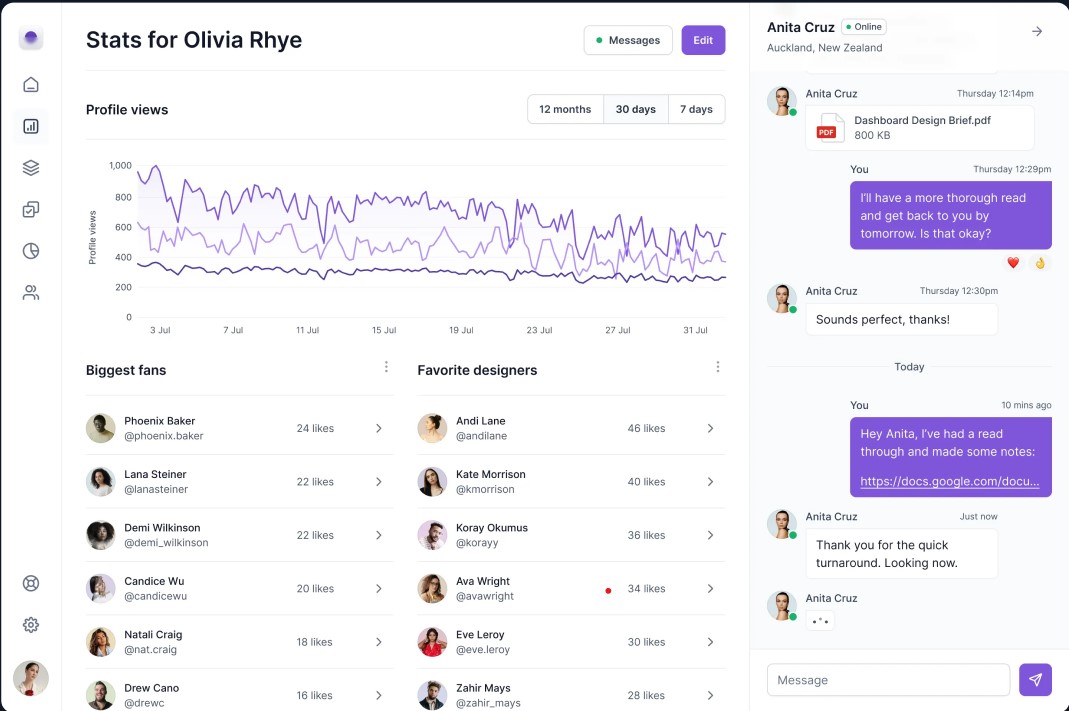 Stats for Olivia Rhye
Messages
Edit
Profile views
12 months
30 days
7 days
Profile views
1,000
800
600
400
200
0
3 Jul
7 Jul
11 Jul
15 Jul
19 Jul
23 Jul
27 Jul
31 Jul
Biggest fans
Phoenix Baker
@phoenix.baker
24 likes
Lana Steiner
@lanasteiner
22 likes
Demi Wilkinson
@demi_wilkinson
22 likes
Candice Wu
@candicewu
20 likes
Natali Craig
@nat.craig
18 likes
Drew Cano
@drewc
16 likes
Favorite designers
Andi Lane
@andilane
46 likes
Kate Morrison
@kmorrison
40 likes
Koray Okumus
@korayy
36 likes
Ava Wright
@avawright
34 likes
Eve Leroy
@eve.leroy
30 likes
Zahir Mays
@zahir_mays
28 likes
Anita Cruz
Online
Auckland, New Zealand
Anita Cruz
Thursday 12:14pm
PDF
Dashboard Design Brief.pdf
800 KB
You
Thursday 12:29pm
I'll have a more thorough read
and get back to you by
tomorrow. Is that okay?
Anita Cruz
Thursday 12:30pm
Sounds perfect, thanks!
Today
You
10 mins ago
Hey Anita, I've had a read
through and made some notes:
https://docs.google.com/docu...
Anita Cruz
Just now
Thank you for the quick
turnaround. Looking now.
Anita Cruz
Message